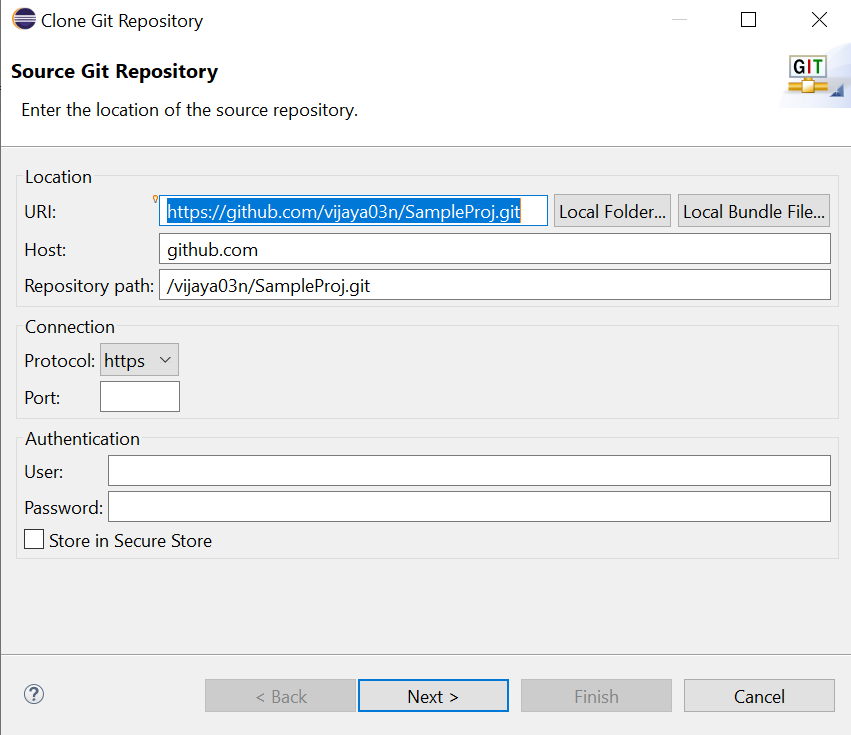 Clone Git Repository
Source Git Repository
GIT
Enter the location of the source repository.
Location
URI: https://github.com/vijaya03n/SampleProj.git Local Folder... Local Bundle File...
Host: github.com
Repository path: /vijaya03n/SampleProj.git
Connection
Protocol: https
Port:
Authentication
User:
Password:
Store in Secure Store
? < Back Next > Finish Cancel